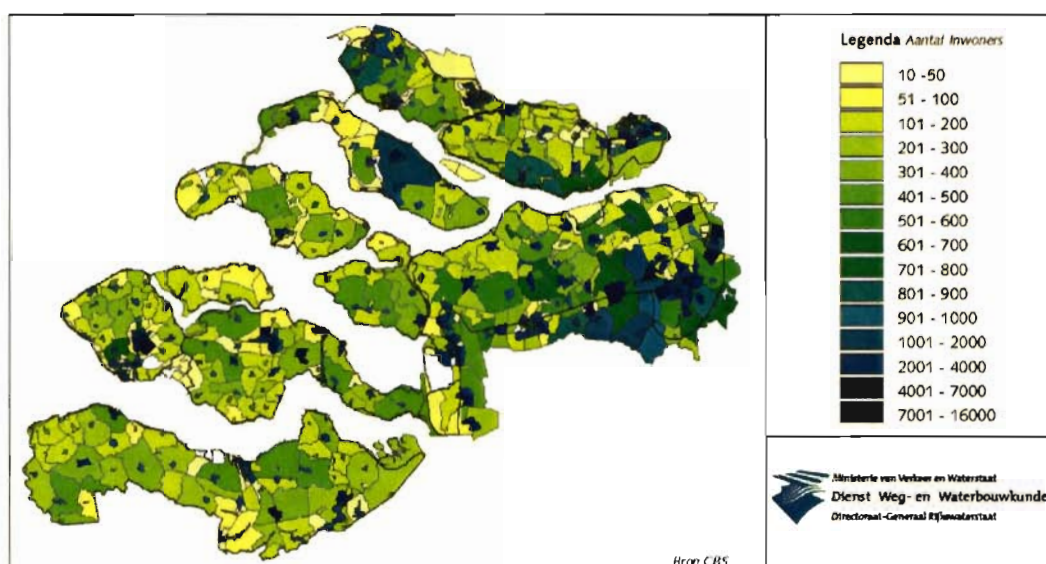 Legenda Aantal Inwoners
10 -50
51 - 100
101 - 200
201 - 300
301 - 400
401 - 500
501 - 600
601 - 700
701 - 800
801 - 900
901 - 1000
1001 - 2000
2001 - 4000
4001 - 7000
7001 - 16000
Ministerie van Verkeer en Waterstaat
Dienst Weg- en Waterbouwkunde
Directoraat-Generaal Rijkswaterstaat
Bron CBS